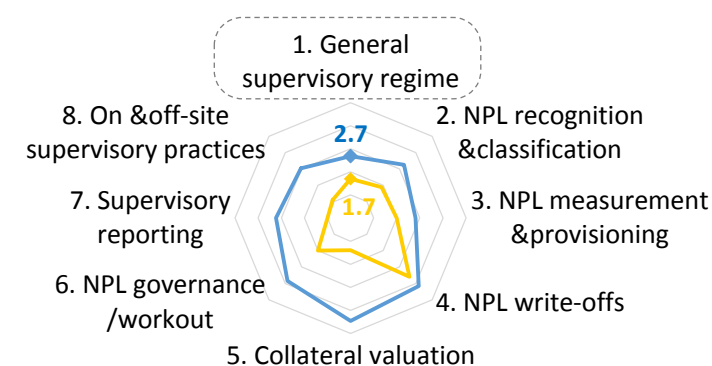 1. General
supervisory regime
2.7
2. NPL recognition
&classification
8. On &off-site
supervisory practices
1.7
3. NPL measurement
&provisioning
7. Supervisory
reporting
4. NPL write-offs
6. NPL governance
/workout
5. Collateral valuation